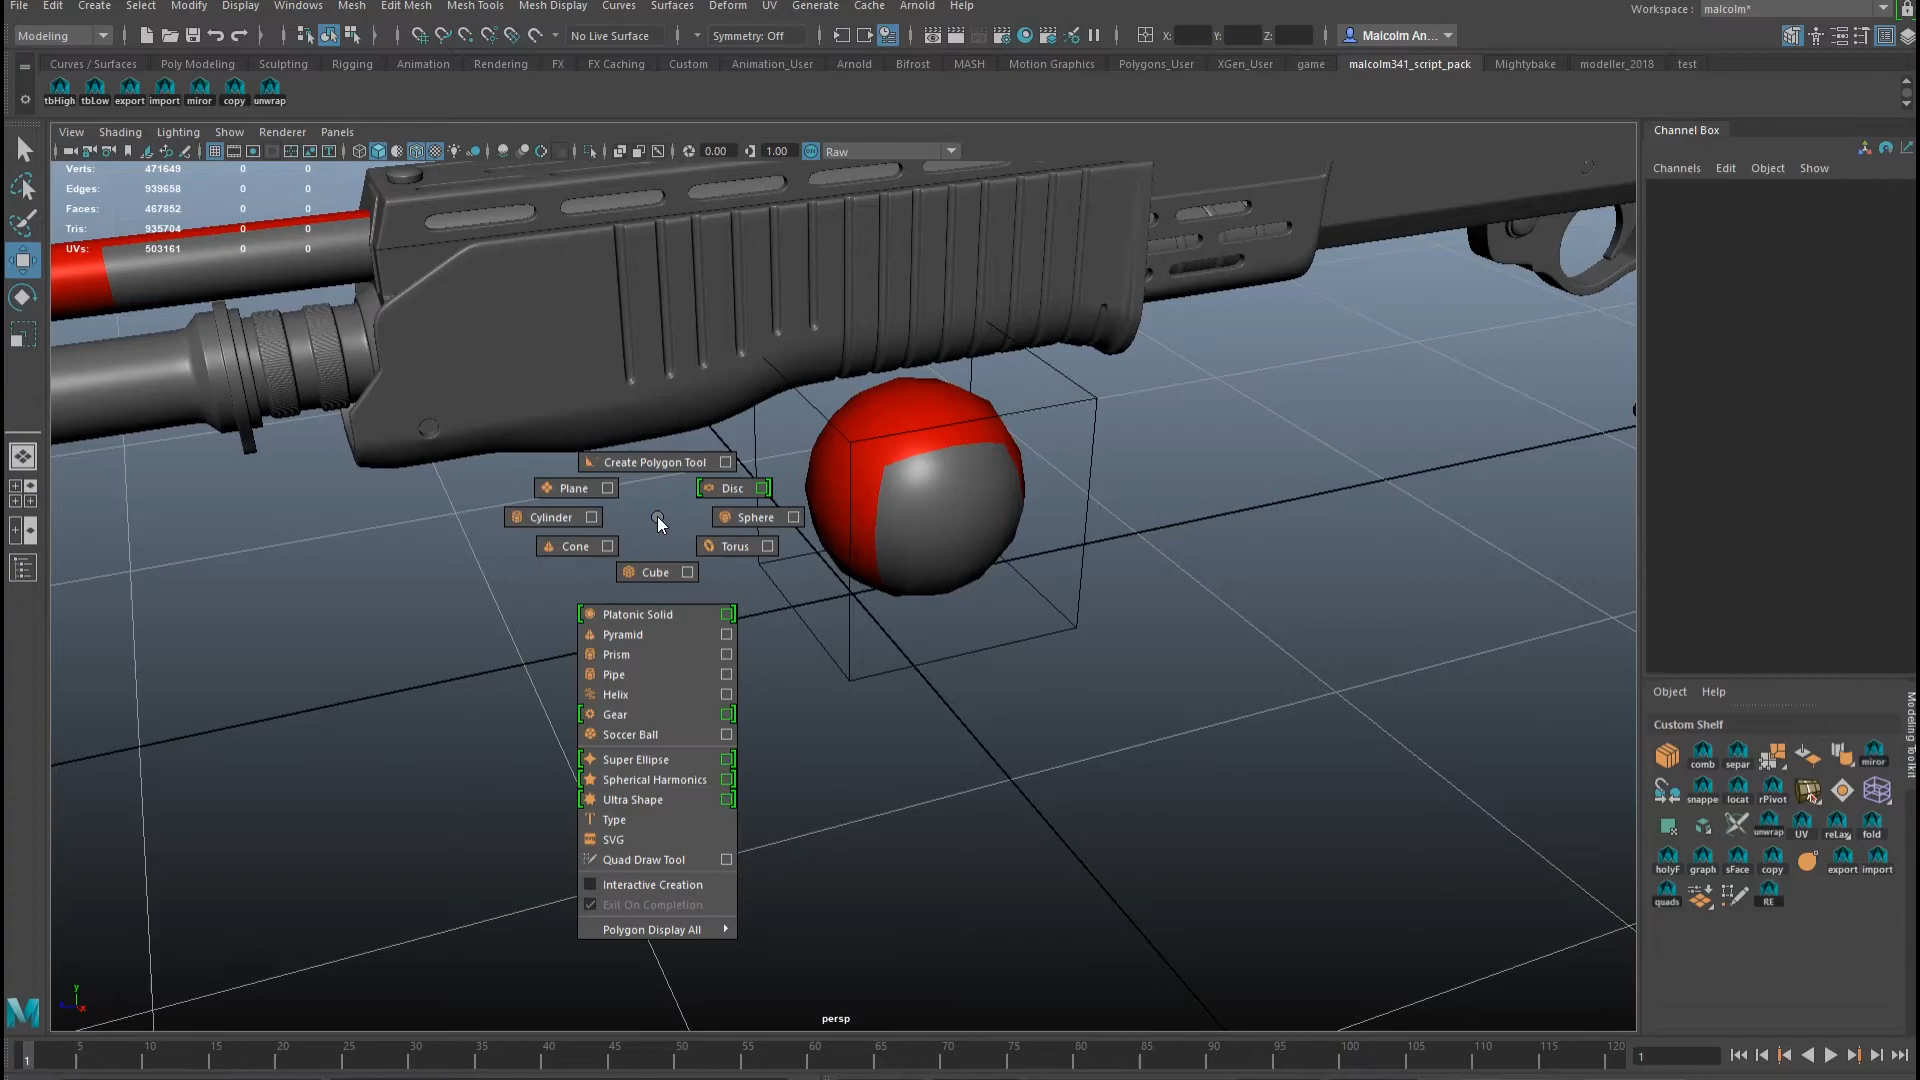 File Edit Create Select Modify Display Windows Mesh Edit Mesh Mesh Tools Mesh Display Curves Surfaces Deform UV Generate Cache Arnold Help
Workspace : malcolm*
Modeling No Live Surface Symmetry: Off X: Y: Z: Malcolm An...
Curves / Surfaces Poly Modeling Sculpting Rigging Animation Rendering FX FX Caching Custom Animation_User Arnold Bifrost MASH Motion Graphics Polygons_User XGen_User game malcolm341_script_pack Mightybake modeller_2018 test
tbHigh tbLow export import miror copy unwrap
View Shading Lighting Show Renderer Panels
0.00 1.00 Raw
Verts: 471649 0 0
Edges: 939658 0 0
Faces: 467852 0 0
Tris: 935704 0 0
UVs: 503161 0 0
Create Polygon Tool
Plane Disc
Cylinder Sphere
Cone Torus
Cube
Platonic Solid
Pyramid
Prism
Pipe
Helix
Gear
Soccer Ball
Super Ellipse
Spherical Harmonics
Ultra Shape
Type
SVG
Quad Draw Tool
Interactive Creation
Exit On Completion
Polygon Display All
persp
y
x
Channel Box
Channels Edit Object Show
Object Help
Custom Shelf
comb separ miror
snappe locat rPivot
unwrap UV reLax fold
holyF graph sFace copy export import
quads RE
Modeling Toolkit
5 10 15 20 25 30 35 40 45 50 55 60 65 70 75 80 85 90 95 100 105 110 115 120
1 1